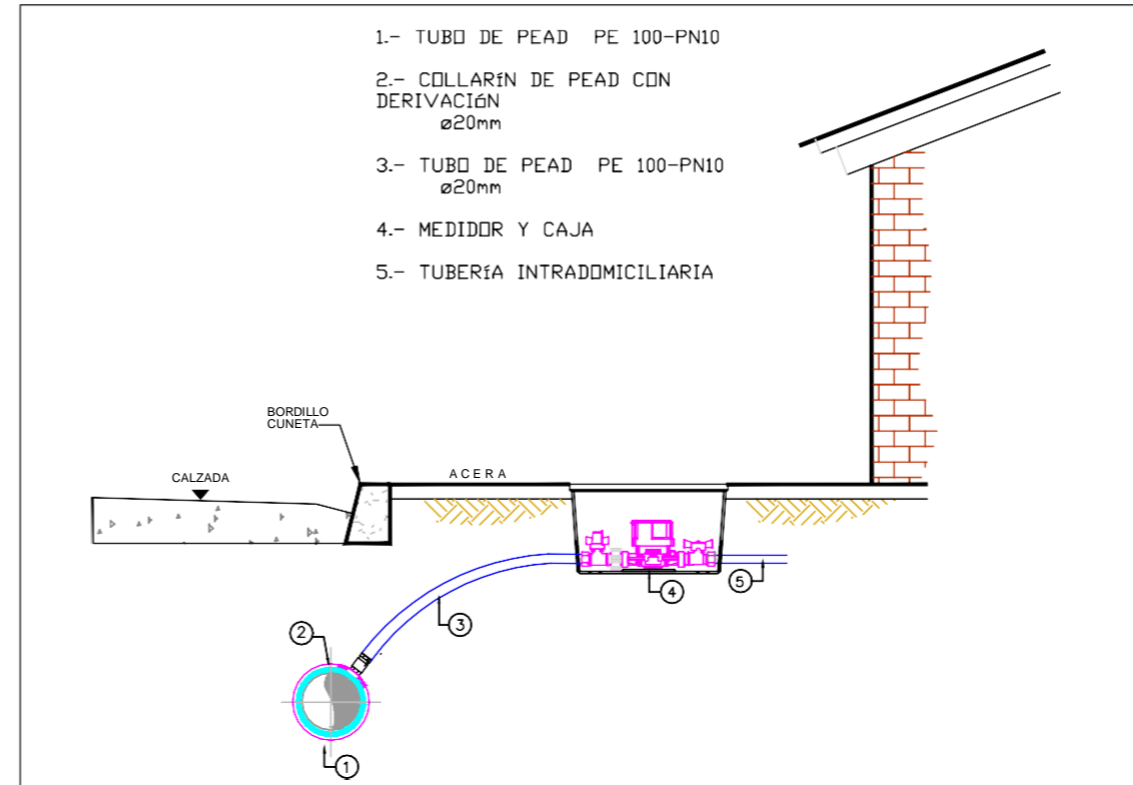 1.- TUBO DE PEAD PE 100-PN10
2.- COLLARíN DE PEAD CON
DERIVACIóN
ø20mm
3.- TUBO DE PEAD PE 100-PN10
ø20mm
4.- MEDIDOR Y CAJA
5.- TUBERíA INTRADOMICILIARIA
BORDILLO
CUNETA
CALZADA
ACERA
4
5
3
2
1